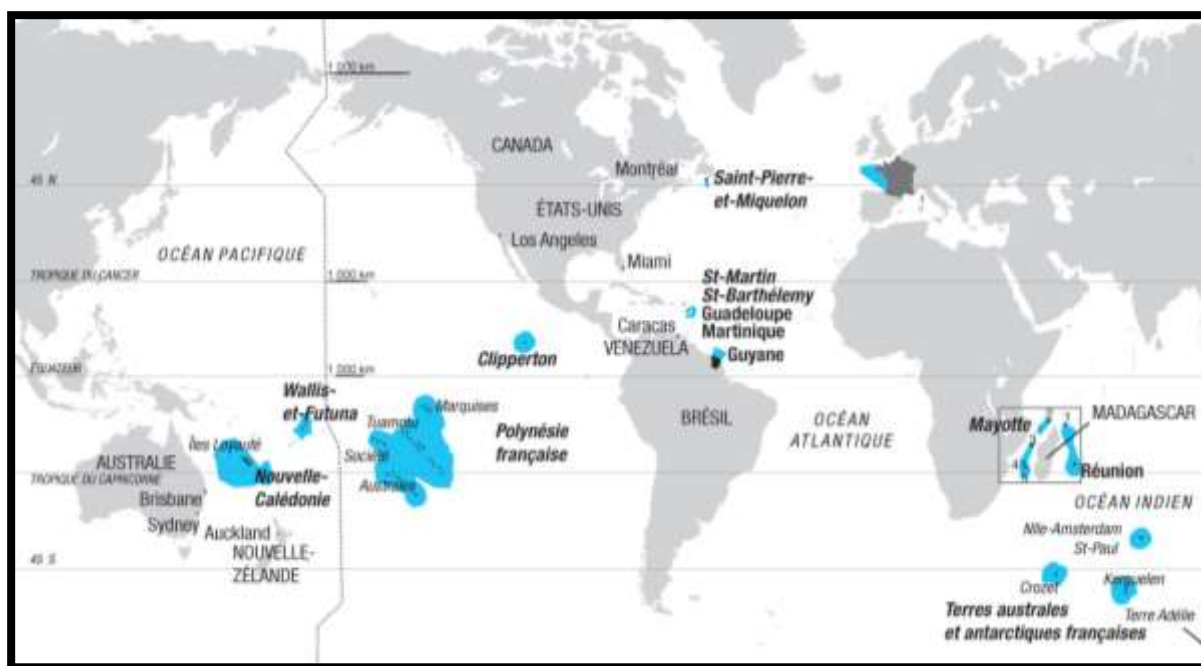 1 000 km
CANADA
Montréal
Saint-Pierre-
et-Miquelon
45 N
ÉTATS-UNIS
Los Angeles
OCÉAN PACIFIQUE
Miami
TROPIQUE DU CANCER
1 000 km
St-Martin
St-Barthélemy
Guadeloupe
Martinique
Caracas
VENEZUELA
Guyane
Clipperton
ÉQUATEUR
1 000 km
Wallis-
et-Futuna
Marquises
Tuamotu
Polynésie
française
Société
Australes
BRÉSIL
OCÉAN
ATLANTIQUE
MADAGASCAR
Mayotte
1
3
4
Réunion
Îles Loyauté
AUSTRALIE
TROPIQUE DU CAPRICORNE
Nouvelle-
Calédonie
Brisbane
Sydney
Auckland
NOUVELLE-
ZÉLANDE
OCÉAN INDIEN
Nlle-Amsterdam
St-Paul
45 S
Crozet
Kerguelen
Terres australes
et antarctiques françaises
Terre Adélie